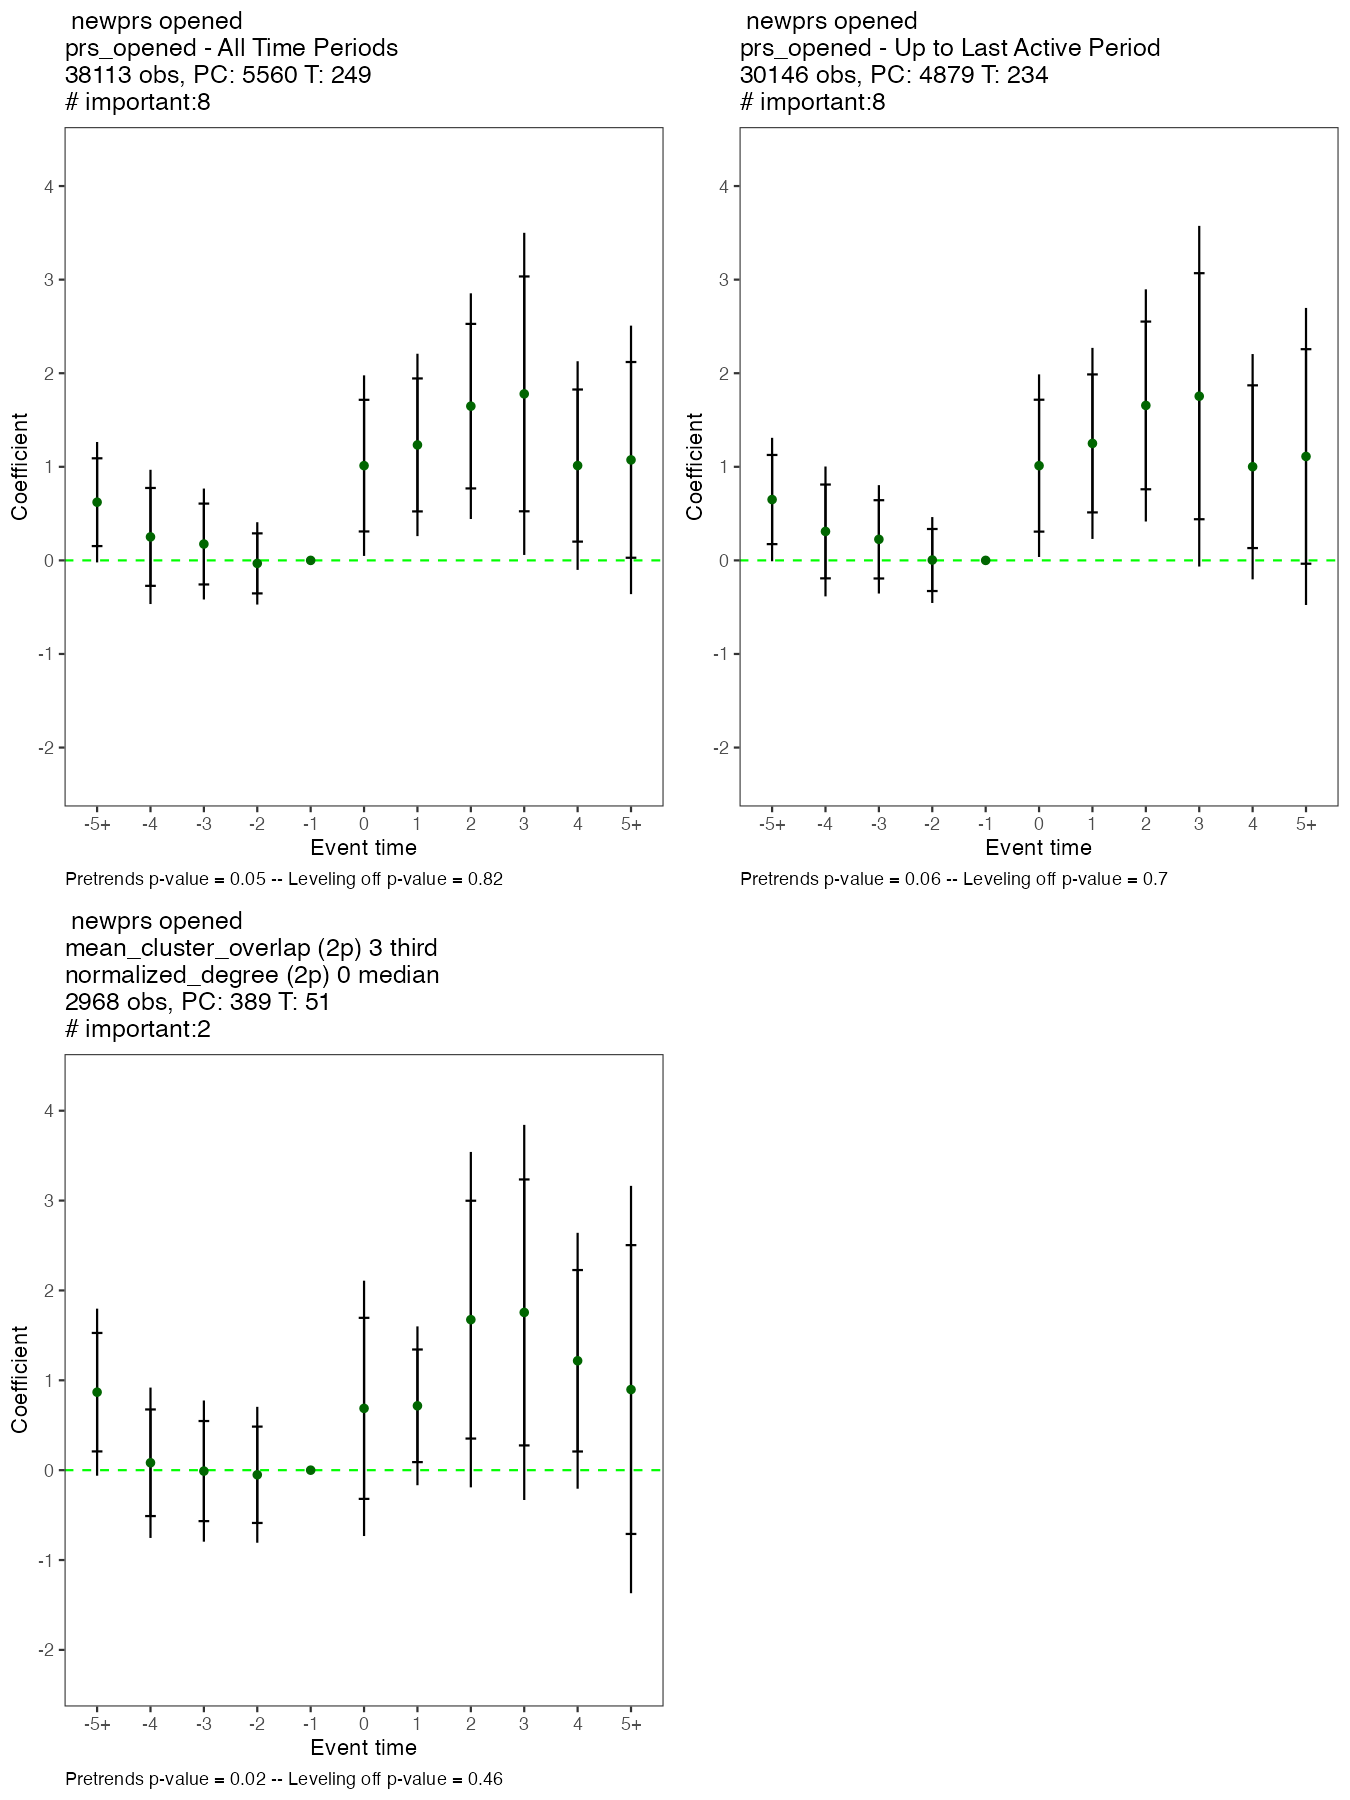 newprs opened
prs_opened - All Time Periods
38113 obs, PC: 5560 T: 249
# important:8
4
3
2
1
0
-1
-2
Coefficient
-5+ -4 -3 -2 -1 0 1 2 3 4 5+
Event time
Pretrends p-value = 0.05 -- Leveling off p-value = 0.82
newprs opened
prs_opened - Up to Last Active Period
30146 obs, PC: 4879 T: 234
# important:8
4
3
2
1
0
-1
-2
Coefficient
-5+ -4 -3 -2 -1 0 1 2 3 4 5+
Event time
Pretrends p-value = 0.06 -- Leveling off p-value = 0.7
newprs opened
mean_cluster_overlap (2p) 3 third
normalized_degree (2p) 0 median
2968 obs, PC: 389 T: 51
# important:2
4
3
2
1
0
-1
-2
Coefficient
-5+ -4 -3 -2 -1 0 1 2 3 4 5+
Event time
Pretrends p-value = 0.02 -- Leveling off p-value = 0.46